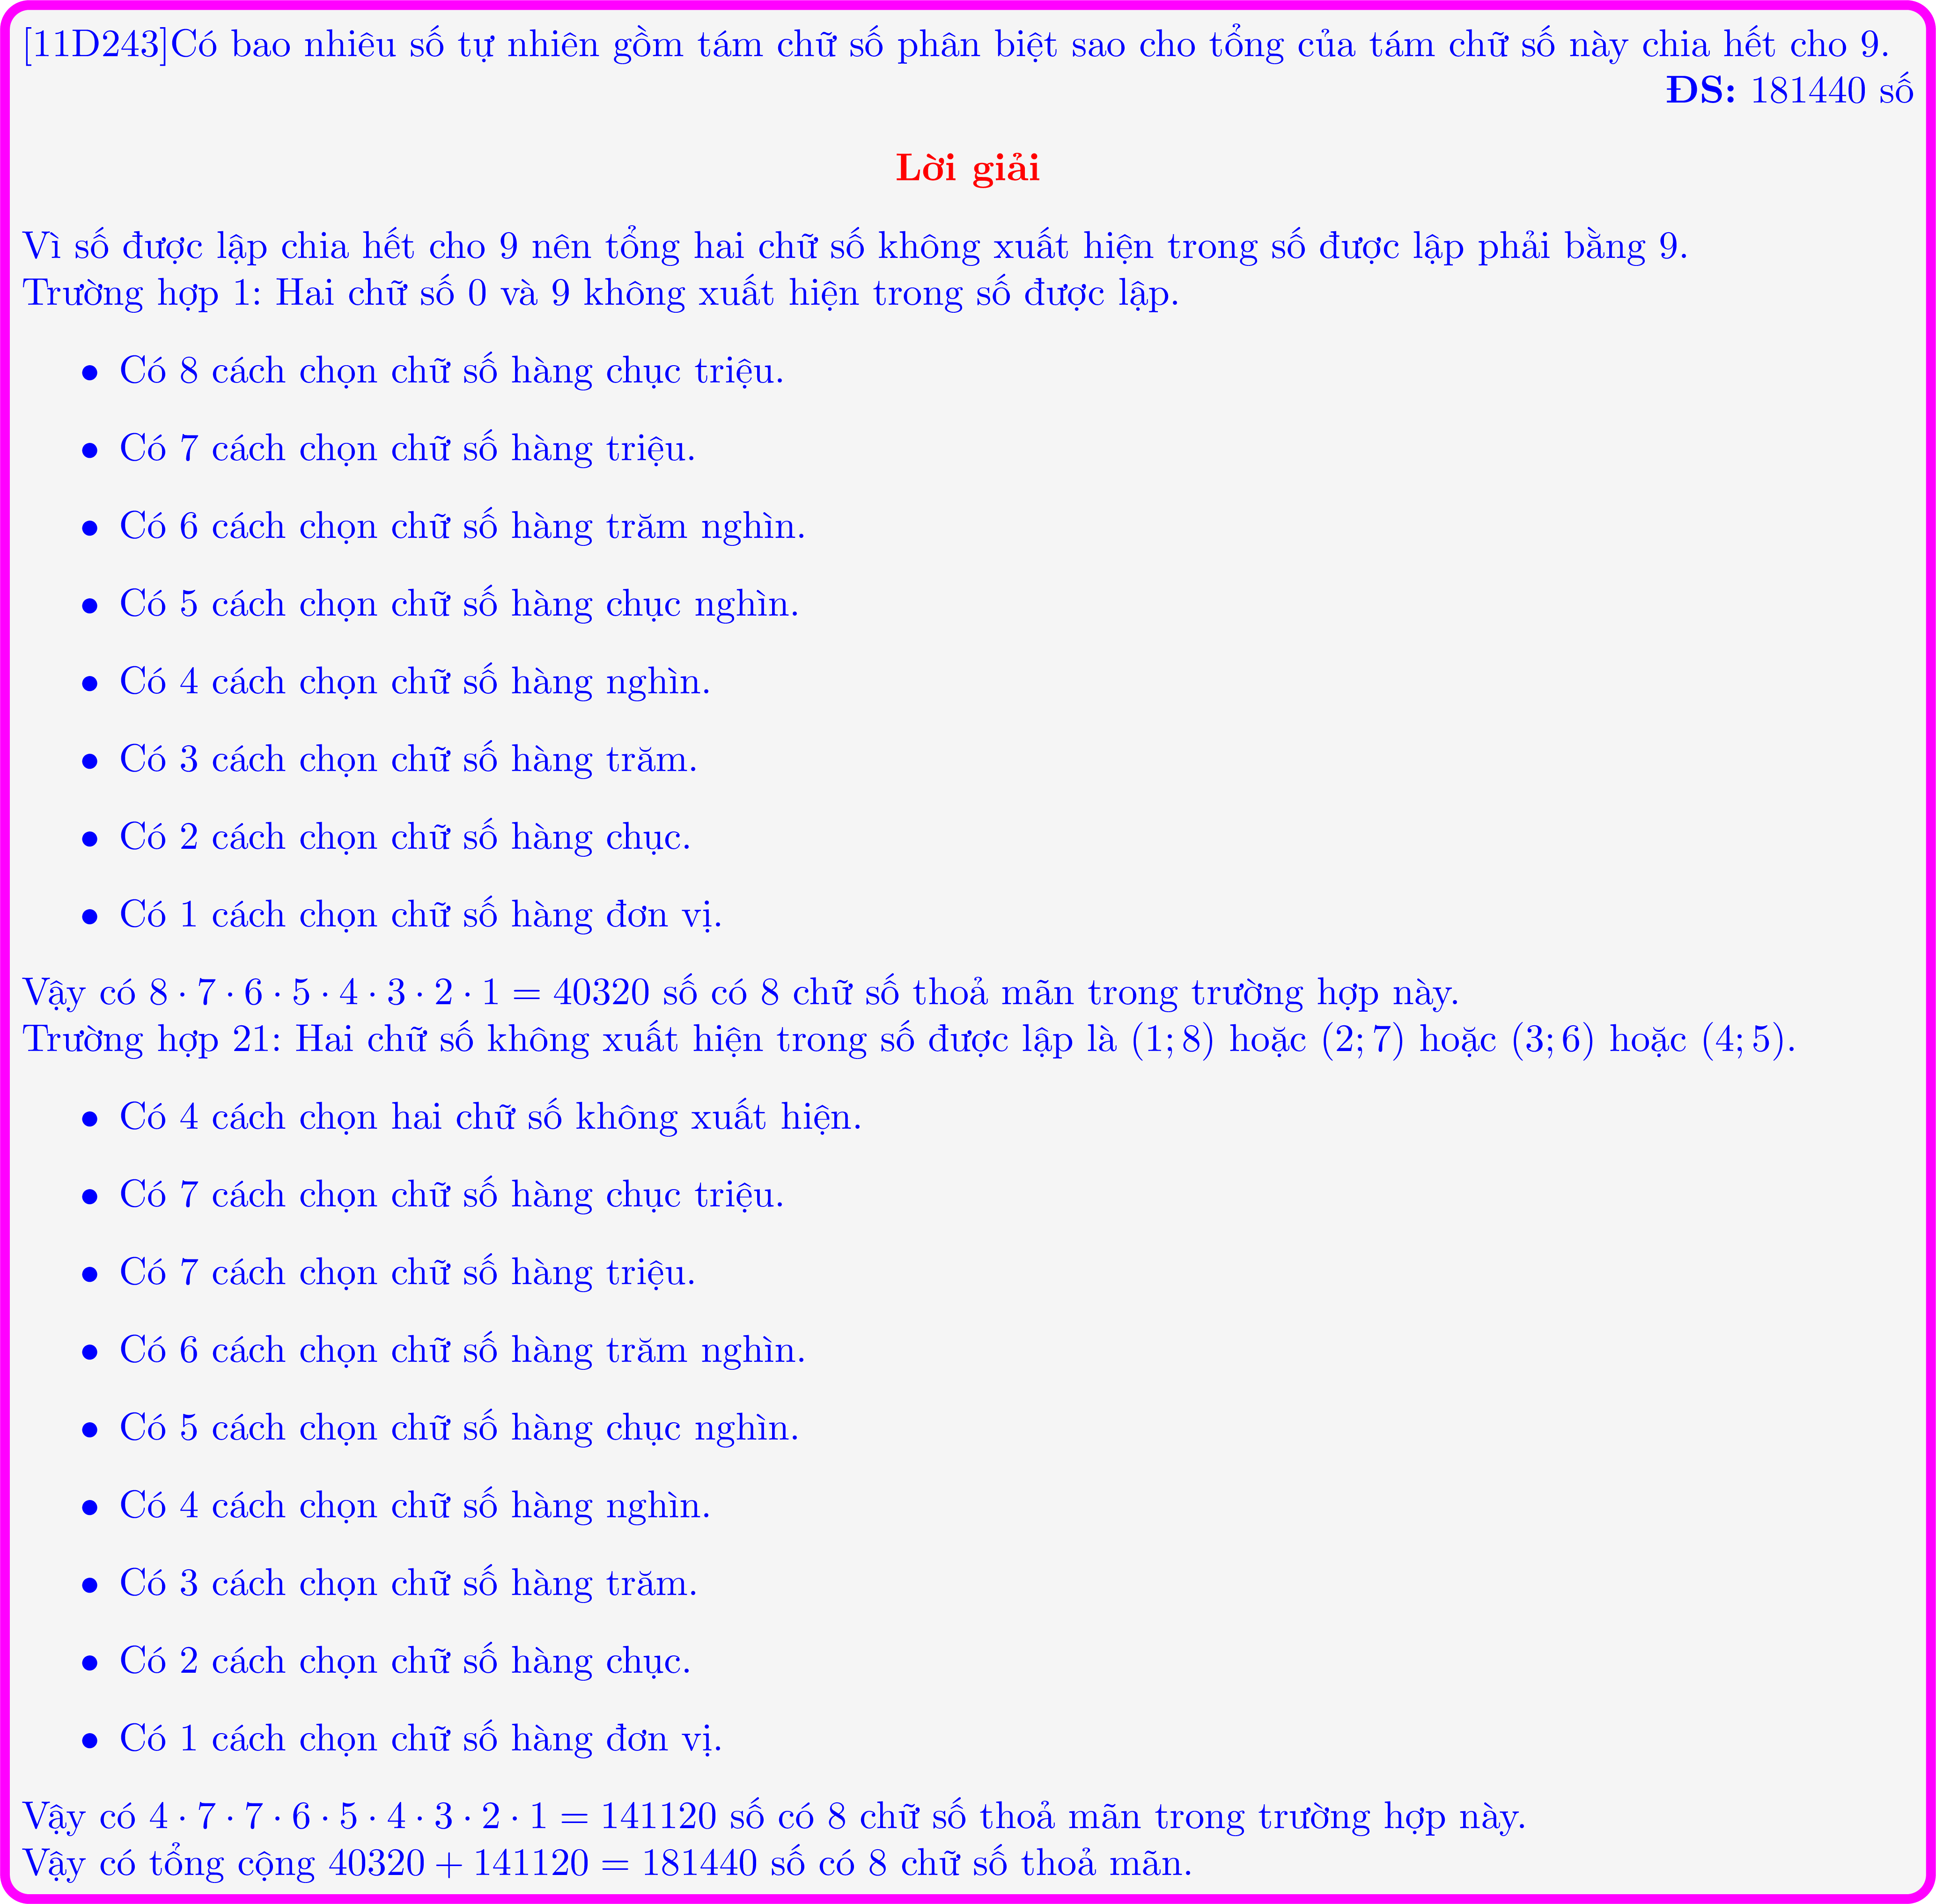 [11D243]Có bao nhiêu số tự nhiên gồm tám chữ số phân biệt sao cho tổng của tám chữ số này chia hết cho 9.
ĐS: 181440 số
Lời giải
Vì số được lập chia hết cho 9 nên tổng hai chữ số không xuất hiện trong số được lập phải bằng 9.
Trường hợp 1: Hai chữ số 0 và 9 không xuất hiện trong số được lập.
• Có 8 cách chọn chữ số hàng chục triệu.
• Có 7 cách chọn chữ số hàng triệu.
• Có 6 cách chọn chữ số hàng trăm nghìn.
• Có 5 cách chọn chữ số hàng chục nghìn.
• Có 4 cách chọn chữ số hàng nghìn.
• Có 3 cách chọn chữ số hàng trăm.
• Có 2 cách chọn chữ số hàng chục.
• Có 1 cách chọn chữ số hàng đơn vị.
Vậy có 8 · 7 · 6 · 5 · 4 · 3 · 2 · 1 = 40320 số có 8 chữ số thoả mãn trong trường hợp này.
Trường hợp 21: Hai chữ số không xuất hiện trong số được lập là (1; 8) hoặc (2; 7) hoặc (3; 6) hoặc (4; 5).
• Có 4 cách chọn hai chữ số không xuất hiện.
• Có 7 cách chọn chữ số hàng chục triệu.
• Có 7 cách chọn chữ số hàng triệu.
• Có 6 cách chọn chữ số hàng trăm nghìn.
• Có 5 cách chọn chữ số hàng chục nghìn.
• Có 4 cách chọn chữ số hàng nghìn.
• Có 3 cách chọn chữ số hàng trăm.
• Có 2 cách chọn chữ số hàng chục.
• Có 1 cách chọn chữ số hàng đơn vị.
Vậy có 4 · 7 · 7 · 6 · 5 · 4 · 3 · 2 · 1 = 141120 số có 8 chữ số thoả mãn trong trường hợp này.
Vậy có tổng cộng 40320 + 141120 = 181440 số có 8 chữ số thoả mãn.